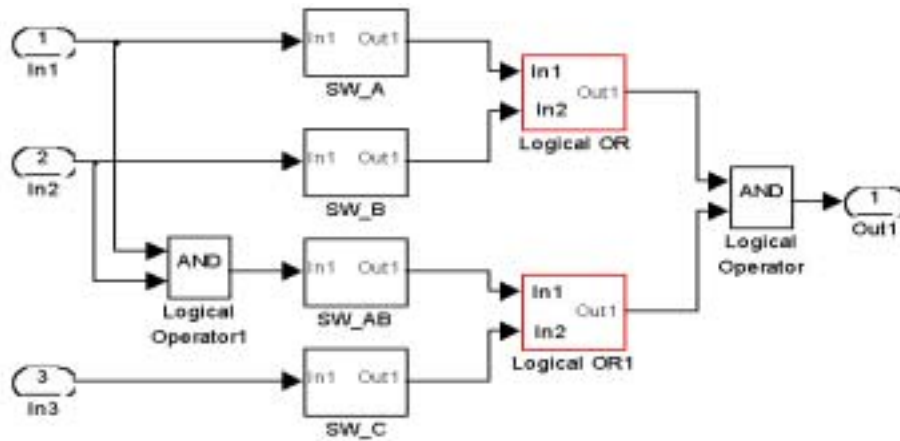 1
In1
In1 Out1
SW_A
In1
In2
Out1
Logical OR
2
In2
In1 Out1
SW_B
AND
Logical
Operator
1
Out1
AND
Logical
Operator1
In1 Out1
SW_AB
In1
In2
Out1
Logical OR1
3
In3
In1 Out1
SW_C